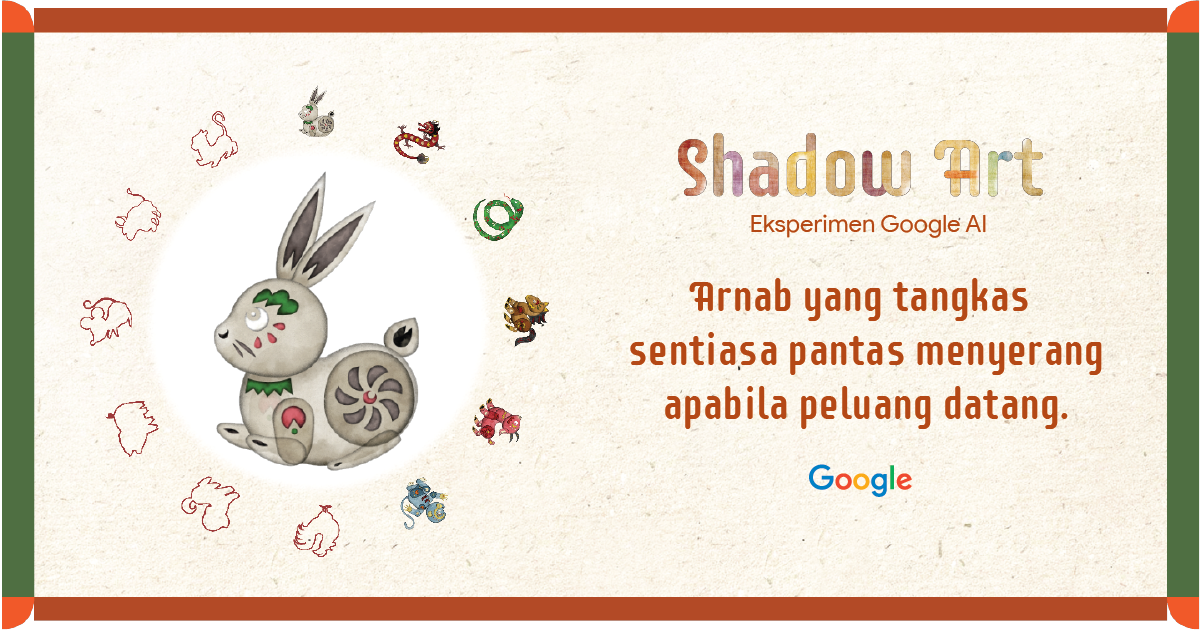 Shadow Art
Eksperimen Google AI
Arnab yang tangkas
sentiasa pantas menyerang
apabila peluang datang.
Google